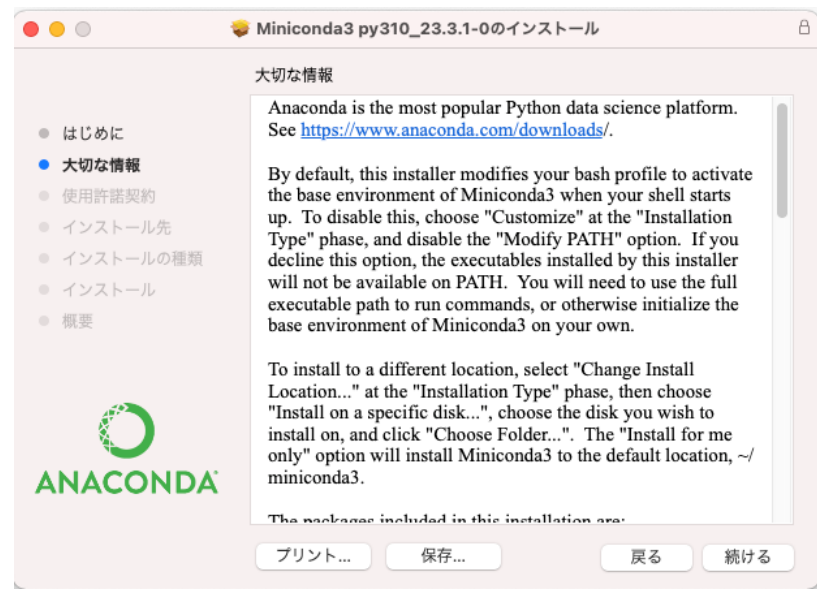 Miniconda3 py310_23.3.1-0のインストール
大切な情報
はじめに
大切な情報
使用許諾契約
インストール先
インストールの種類
インストール
概要
ANACONDA
Anaconda is the most popular Python data science platform.
See https://www.anaconda.com/downloads/.
By default, this installer modifies your bash profile to activate
the base environment of Miniconda3 when your shell starts
up. To disable this, choose "Customize" at the "Installation
Type" phase, and disable the "Modify PATH" option. If you
decline this option, the executables installed by this installer
will not be available on PATH. You will need to use the full
executable path to run commands, or otherwise initialize the
base environment of Miniconda3 on your own.
To install to a different location, select "Change Install
Location..." at the "Installation Type" phase, then choose
"Install on a specific disk...", choose the disk you wish to
install on, and click "Choose Folder...". The "Install for me
only" option will install Miniconda3 to the default location, ~/
miniconda3.
The packages included in this installation are:
プリント...
保存...
戻る
続ける